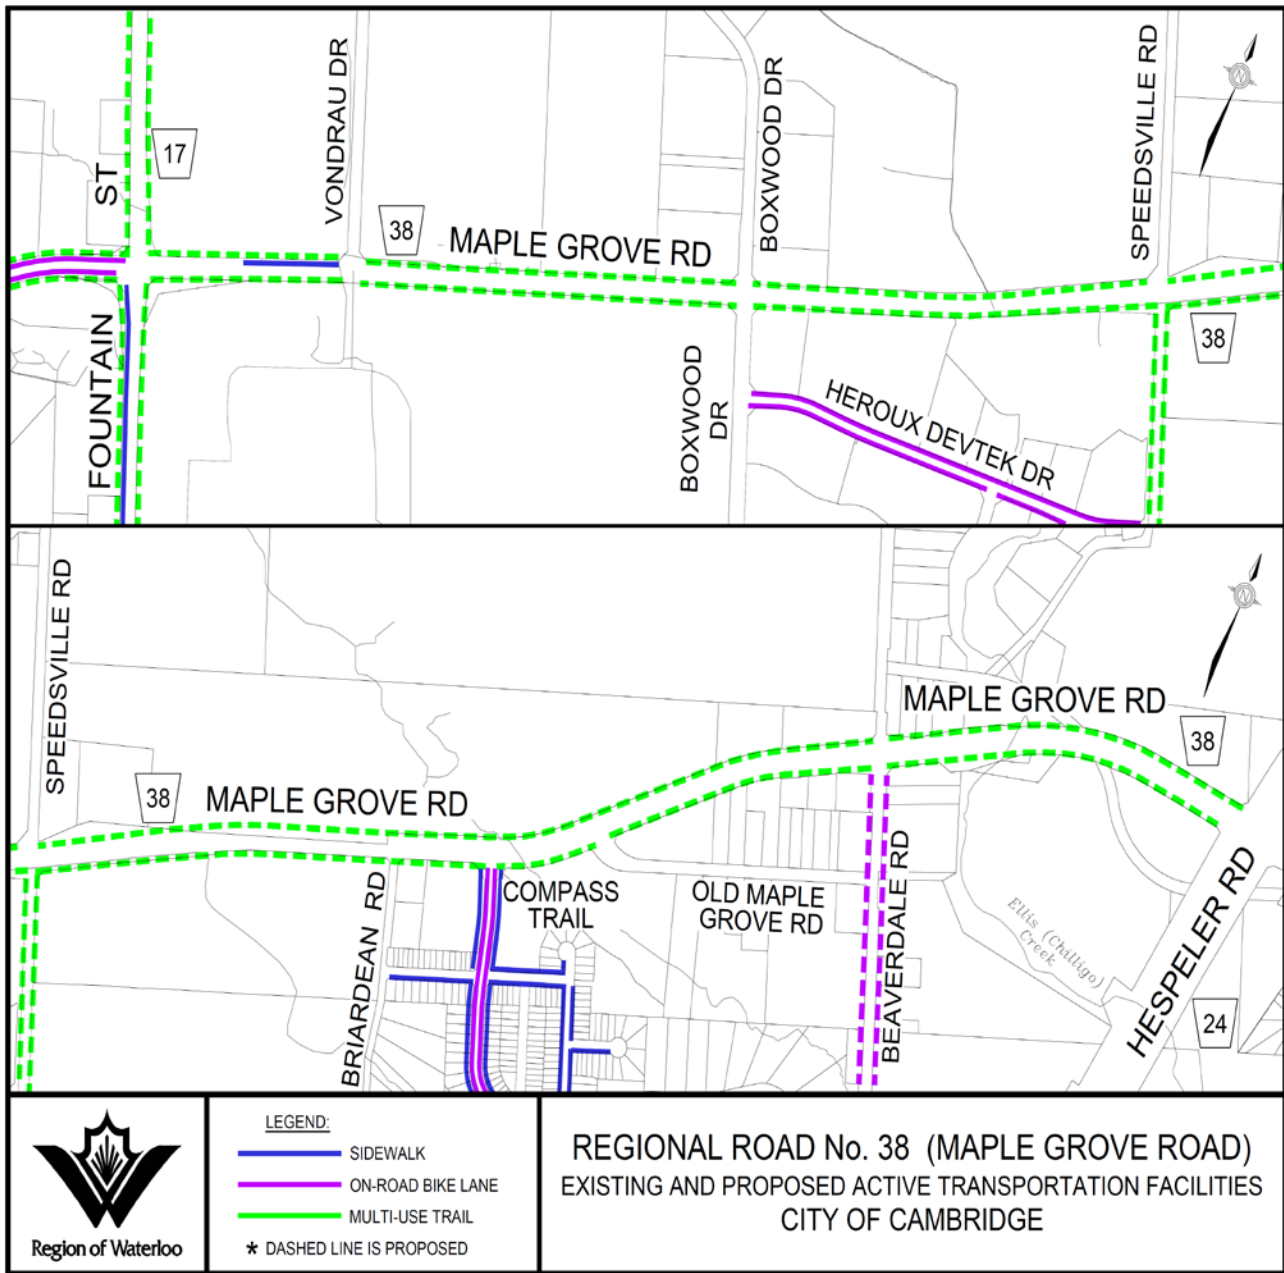 VONDRAU DR
BOXWOOD DR
SPEEDSVILLE RD
N
17
ST
38
MAPLE GROVE RD
FOUNTAIN
38
BOXWOOD
DR
HEROUX DEVTEK DR
SPEEDSVILLE RD
N
MAPLE GROVE RD
38
38
MAPLE GROVE RD
COMPASS
TRAIL
OLD MAPLE
GROVE RD
BRIARDEAN RD
BEAVERDALE RD
Ellis (Chilligo)
Creek
HESPELER RD
24
Region of Waterloo
LEGEND:
SIDEWALK
ON-ROAD BIKE LANE
MULTI-USE TRAIL
* DASHED LINE IS PROPOSED
REGIONAL ROAD No. 38 (MAPLE GROVE ROAD)
EXISTING AND PROPOSED ACTIVE TRANSPORTATION FACILITIES
CITY OF CAMBRIDGE